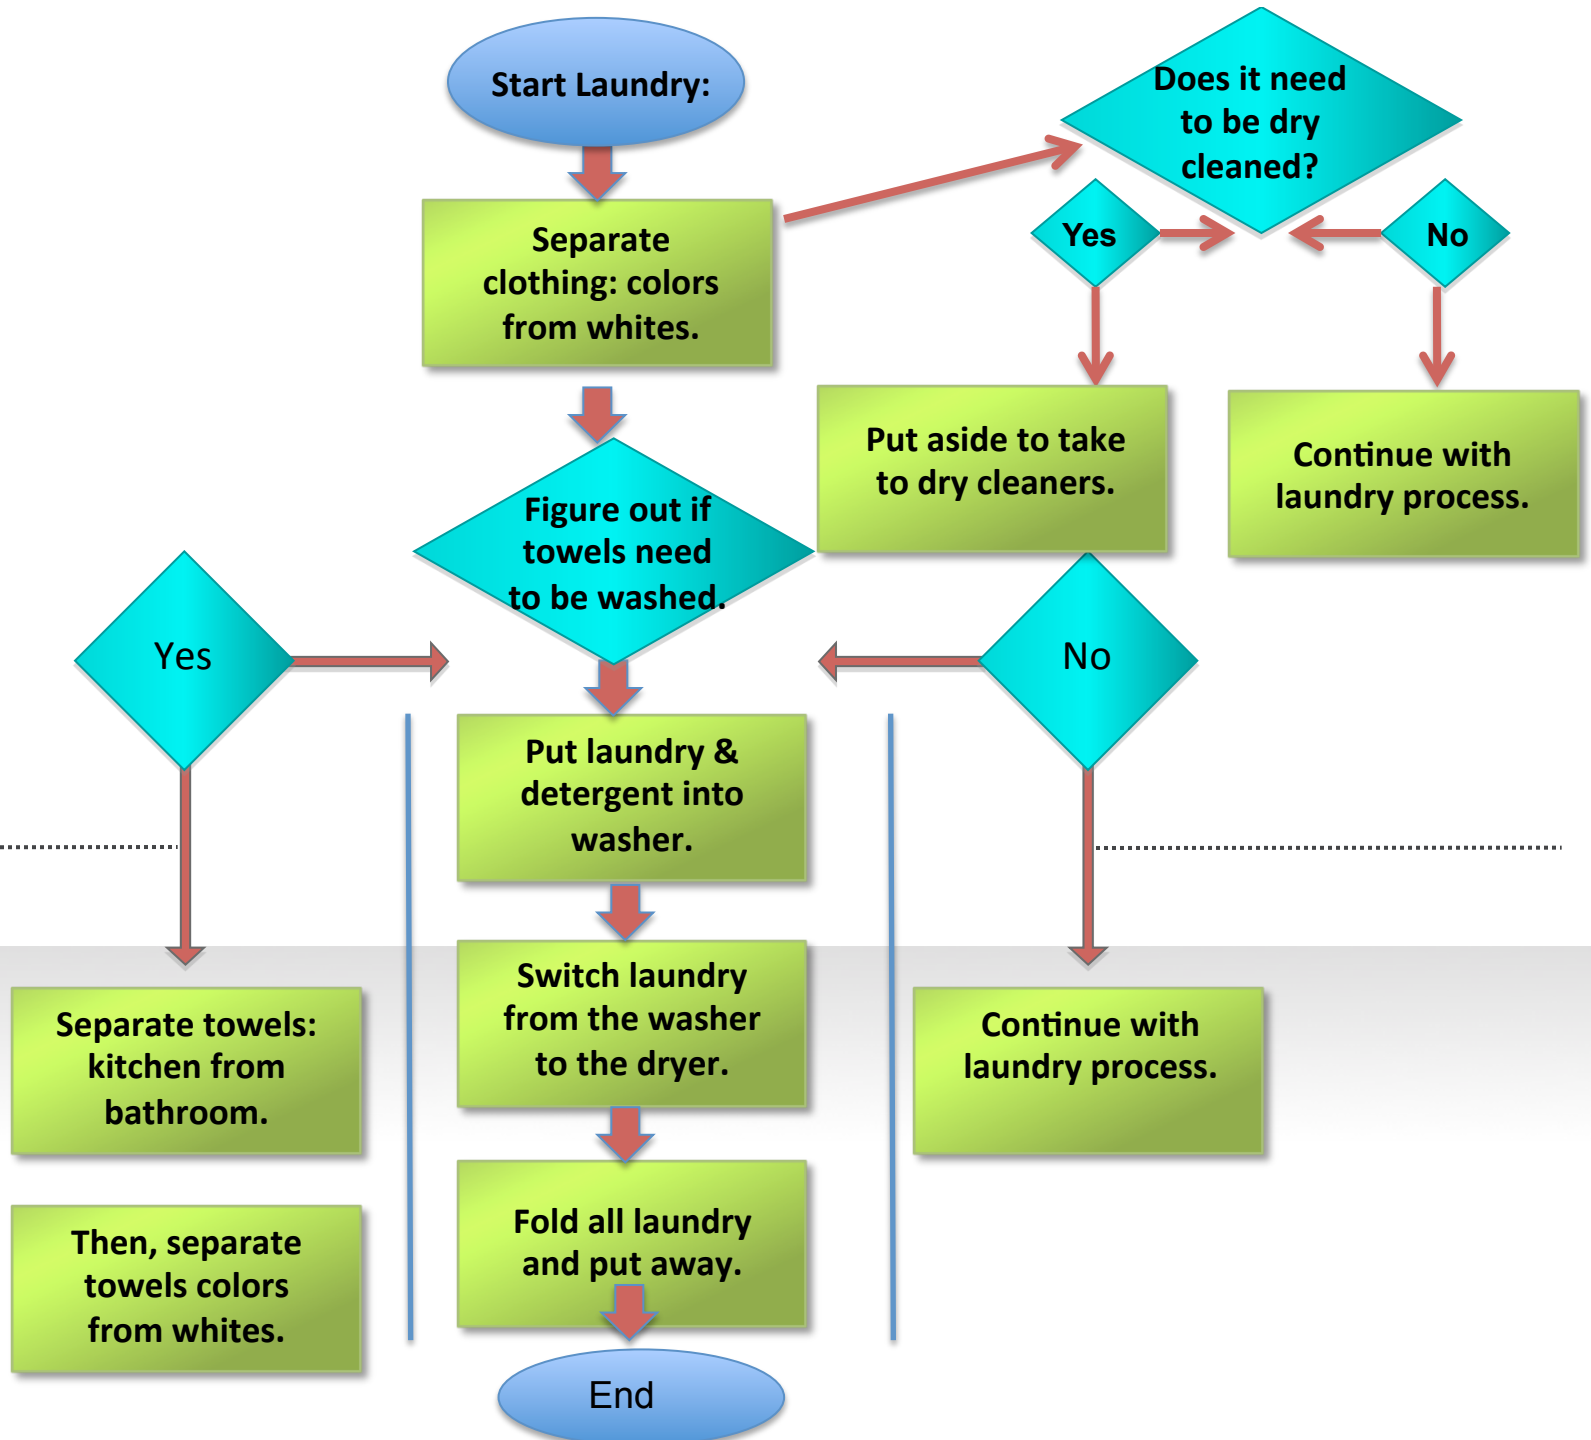 Start Laundry:
Does it need
to be dry
cleaned?
Yes
No
Separate
clothing: colors
from whites.
Put aside to take
to dry cleaners.
Continue with
laundry process.
Figure out if
towels need
to be washed.
Yes
No
Put laundry &
detergent into
washer.
Switch laundry
from the washer
to the dryer.
Separate towels:
kitchen from
bathroom.
Continue with
laundry process.
Then, separate
towels colors
from whites.
Fold all laundry
and put away.
End